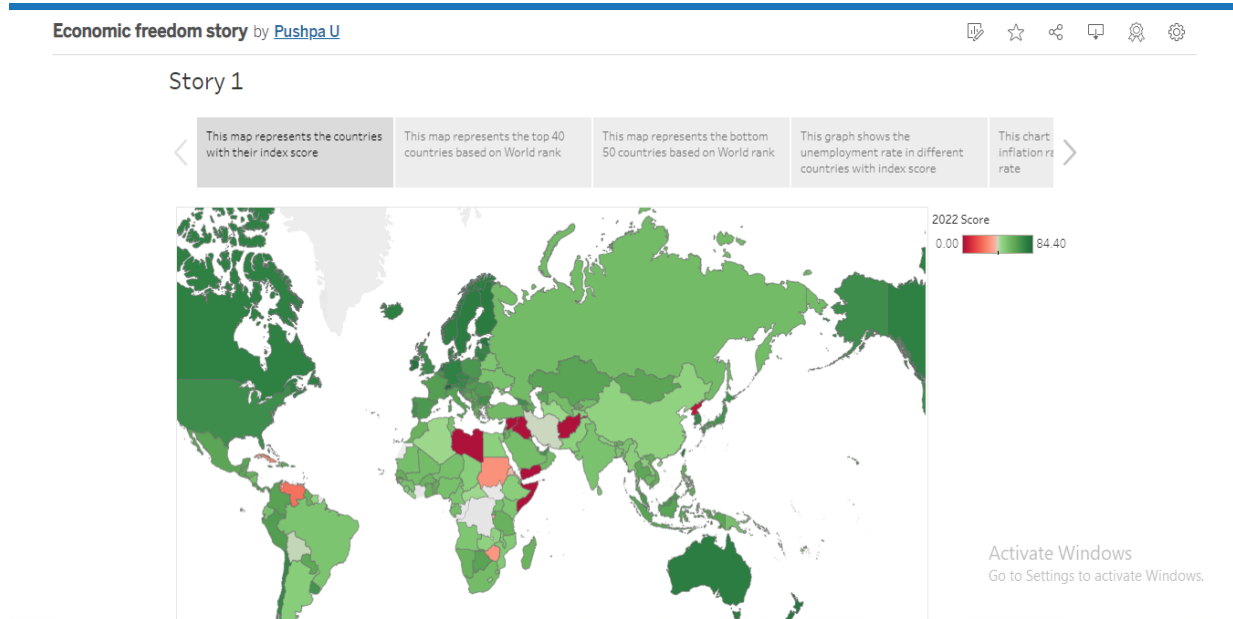 Economic freedom story by Pushpa U
Story 1
This map represents the countries
with their index score
This map represents the top 40
countries based on World rank
This map represents the bottom
50 countries based on World rank
This graph shows the
unemployment rate in different
countries with index score
This chart
inflation ra
rate
2022 Score
0.00 84.40
Activate Windows
Go to Settings to activate Windows.